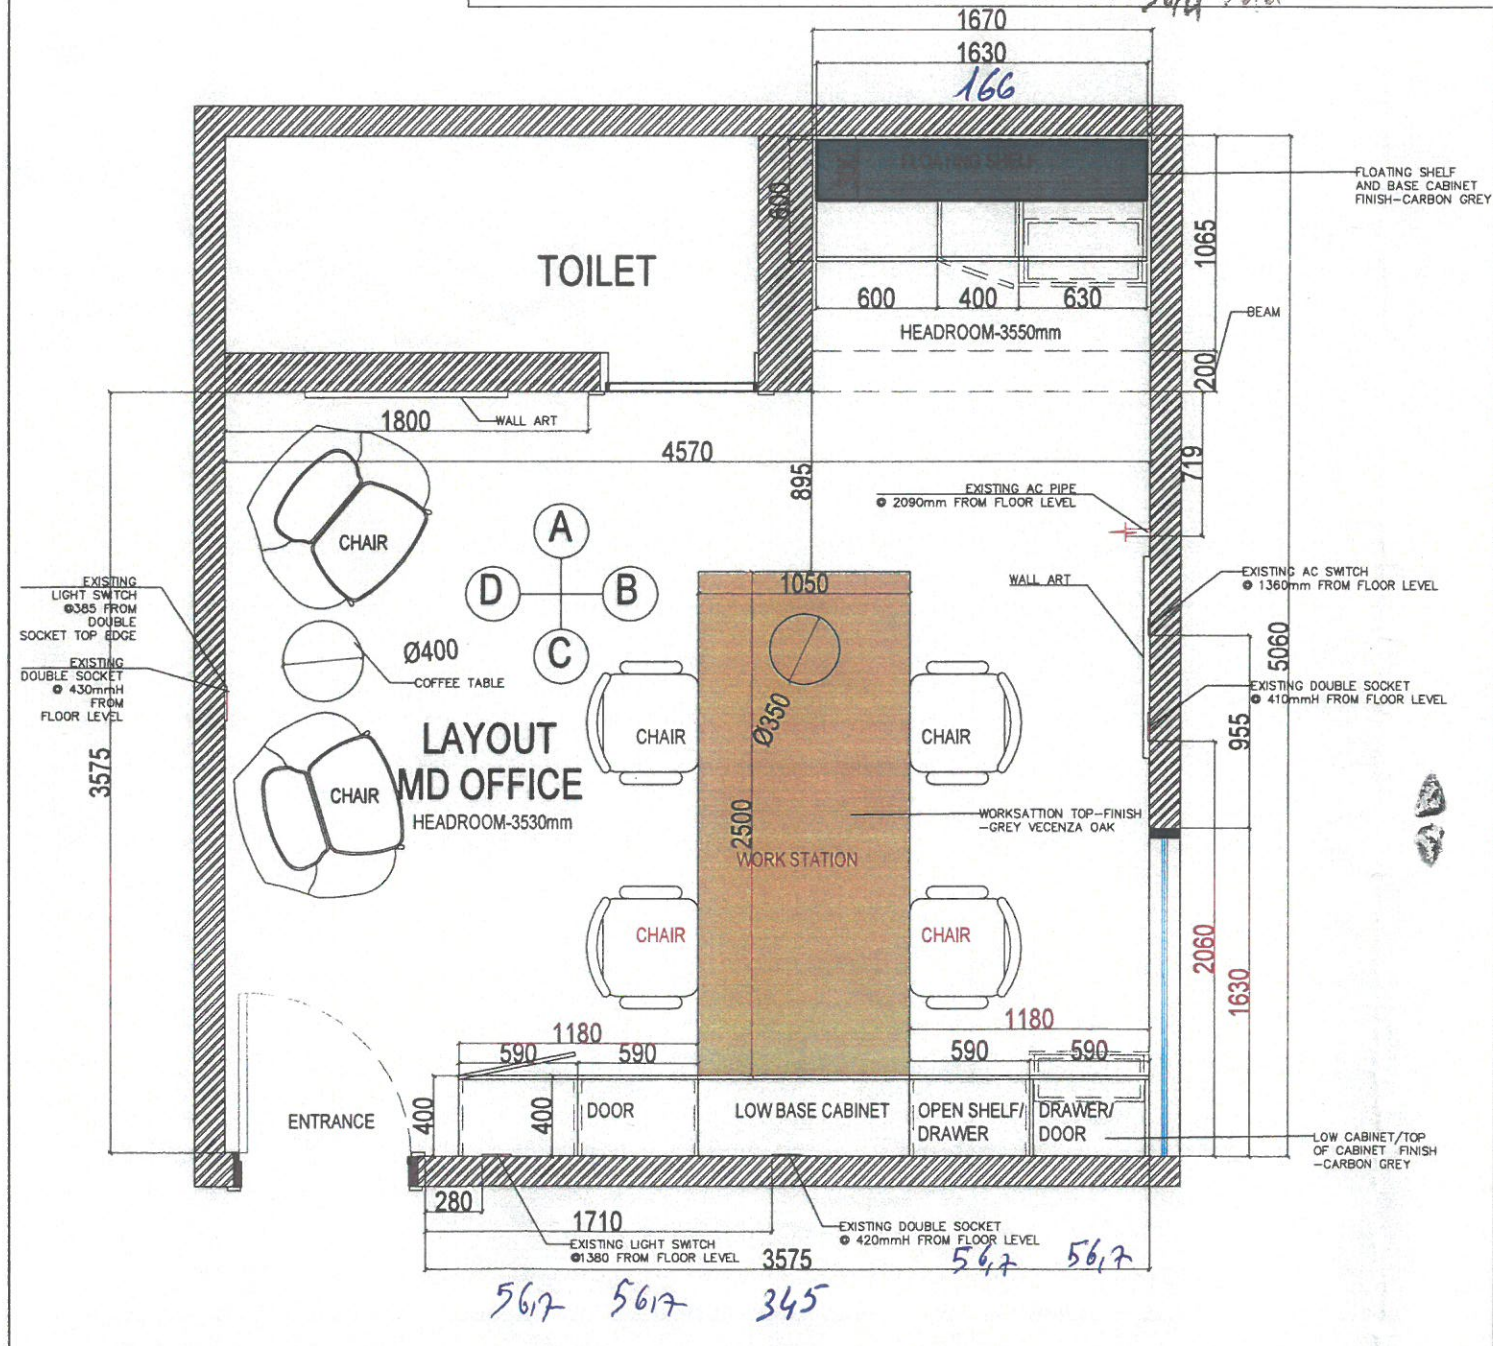 1670
1630
166
FLOATING SHELF
600
FLOATING SHELF
AND BASE CABINET
FINISH-CARBON GREY
TOILET
1065
600 400 630
HEADROOM-3550mm
BEAM
200
1800
WALL ART
4570
895
719
EXISTING AC PIPE
@ 2090mm FROM FLOOR LEVEL
CHAIR
A
D B
C
EXISTING
LIGHT SWITCH
@385 FROM
DOUBLE
SOCKET TOP EDGE
WALL ART
1050
EXISTING AC SWITCH
@ 1360mm FROM FLOOR LEVEL
5060
Ø400
COFFEE TABLE
EXISTING
DOUBLE SOCKET
@ 430mmH
FROM
FLOOR LEVEL
EXISTING DOUBLE SOCKET
@ 410mmH FROM FLOOR LEVEL
Ø350
955
3575
LAYOUT
MD OFFICE
HEADROOM-3530mm
CHAIR
CHAIR
CHAIR
2500
WORKSATTION TOP-FINISH
-GREY VECENZA OAK
WORK STATION
CHAIR
CHAIR
2060
1630
1180
1180
590 590
590 590
400
400
ENTRANCE
DOOR
LOW BASE CABINET
OPEN SHELF/
DRAWER
DRAWER/
DOOR
LOW CABINET/TOP
OF CABINET FINISH
-CARBON GREY
280
1710
EXISTING LIGHT SWITCH
@1380 FROM FLOOR LEVEL
EXISTING DOUBLE SOCKET
@ 420mmH FROM FLOOR LEVEL
3575
56,7 56,7
56,7 56,7 345